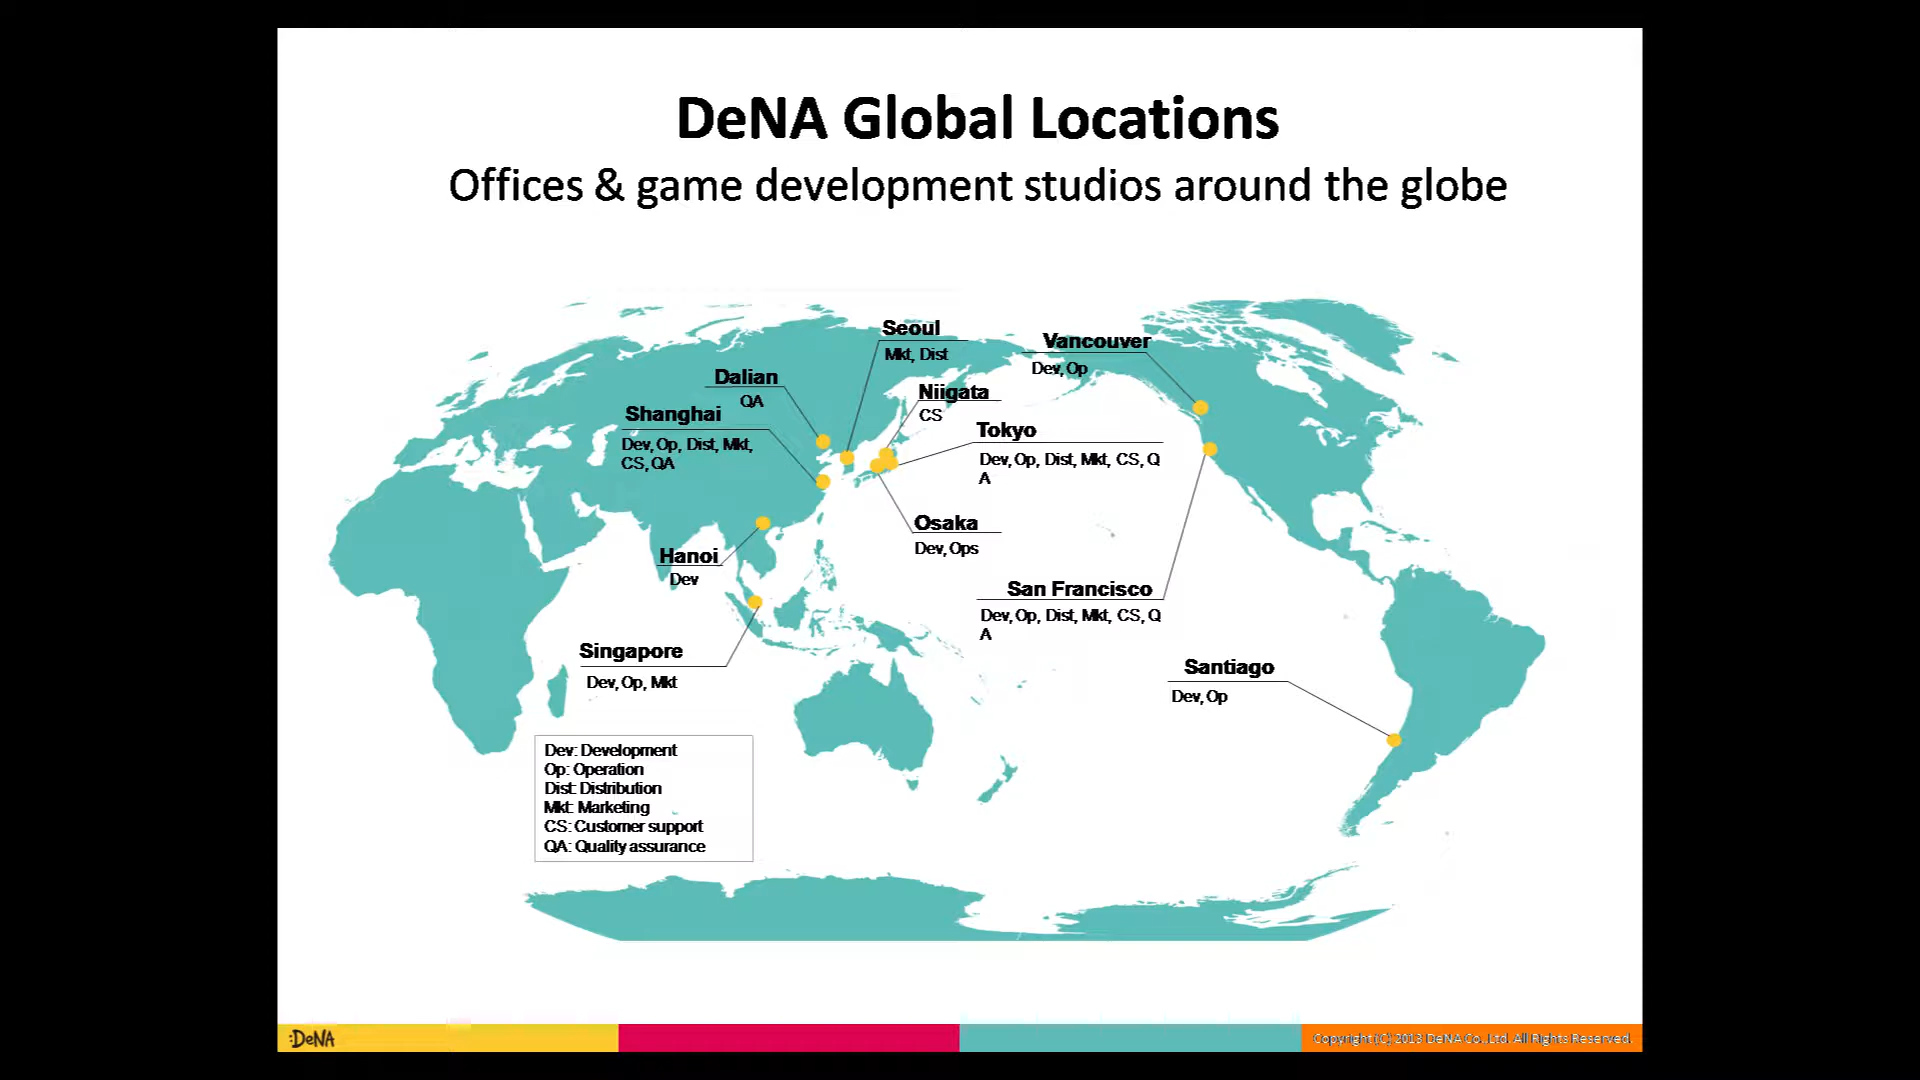 DeNA Global Locations
Offices & game development studios around the globe
Seoul
Mkt, Dist
Vancouver
Dev, Op
Dalian
QA
Niigata
CS
Shanghai
Dev, Op, Dist, Mkt,
CS, QA
Tokyo
Dev, Op, Dist, Mkt, CS, Q
A
Osaka
Dev, Ops
Hanoi
Dev
San Francisco
Dev, Op, Dist, Mkt, CS, Q
A
Singapore
Dev, Op, Mkt
Santiago
Dev, Op
Dev: Development
Op: Operation
Dist: Distribution
Mkt: Marketing
CS: Customer support
QA: Quality assurance
:DeNA
Copyright (C) 2013 DeNA Co.,Ltd. All Rights Reserved.